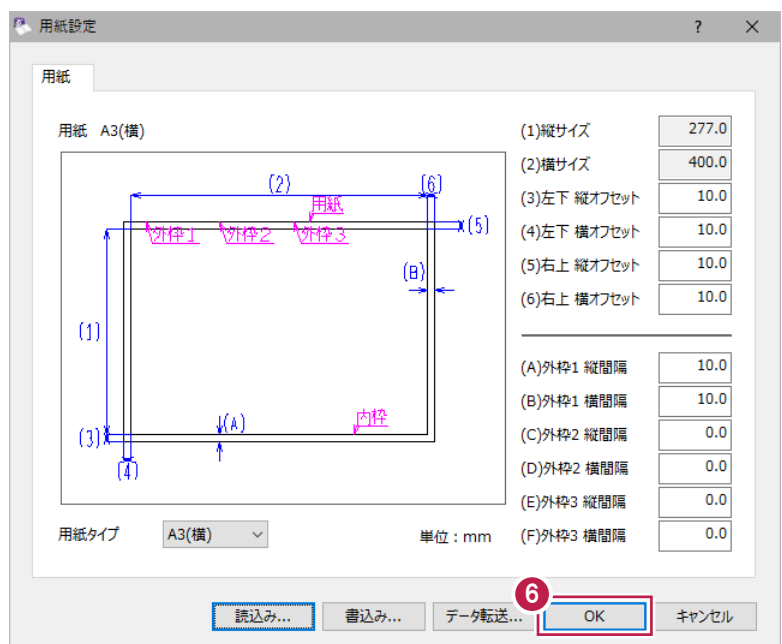 用紙設定
?
×
用紙
用紙 A3(横)
(1)縦サイズ 277.0
(2)横サイズ 400.0
(3)左下 縦オフセット 10.0
(4)左下 横オフセット 10.0
(5)右上 縦オフセット 10.0
(6)右上 横オフセット 10.0
(A)外枠1 縦間隔 10.0
(B)外枠1 横間隔 10.0
(C)外枠2 縦間隔 0.0
(D)外枠2 横間隔 0.0
(E)外枠3 縦間隔 0.0
(F)外枠3 横間隔 0.0
(2)
(6)
用紙
外枠1
外枠2
外枠3
(5)
(B)
(1)
(A)
内枠
(3)
(4)
用紙タイプ A3(横)
単位:mm
6
読込み...
書込み...
データ転送...
OK
キャンセル